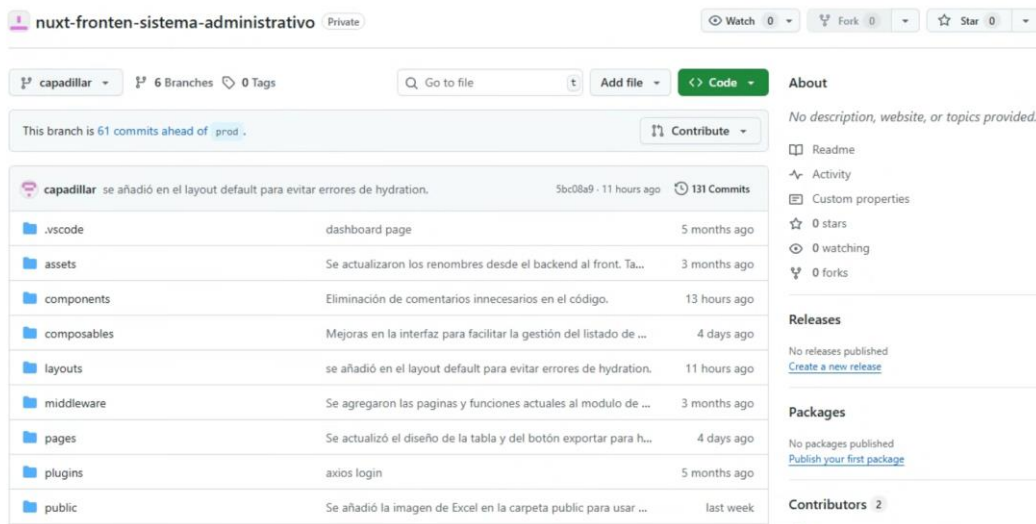 nuxt-fronten-sistema-administrativo Private
Watch 0 Fork 0 Star 0
capadillar 6 Branches 0 Tags Go to file t Add file Code
This branch is 61 commits ahead of prod .
Contribute
capadillar se añadió en el layout default para evitar errores de hydration. 5bc08a9 · 11 hours ago 131 Commits
.vscode dashboard page 5 months ago
assets Se actualizaron los renombres desde el backend al front. Ta... 3 months ago
components Eliminación de comentarios innecesarios en el código. 13 hours ago
composables Mejoras en la interfaz para facilitar la gestión del listado de ... 4 days ago
layouts se añadió en el layout default para evitar errores de hydration. 11 hours ago
middleware Se agregaron las paginas y funciones actuales al modulo de ... 3 months ago
pages Se actualizó el diseño de la tabla y del botón exportar para h... 4 days ago
plugins axios login 5 months ago
public Se añadió la imagen de Excel en la carpeta public para usar ... last week
About
No description, website, or topics provided.
Readme
Activity
Custom properties
0 stars
0 watching
0 forks
Releases
No releases published
Create a new release
Packages
No packages published
Publish your first package
Contributors 2